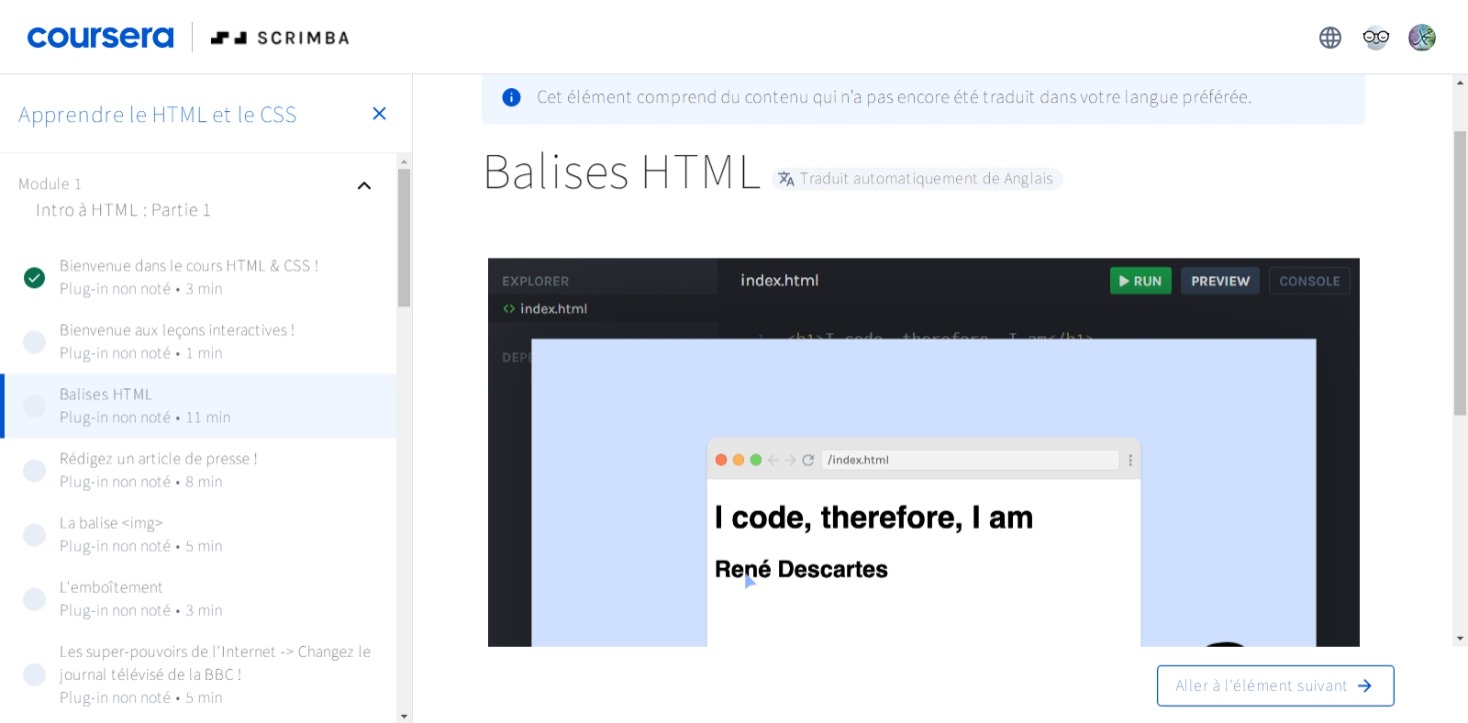 coursera SCRIMBA
Apprendre le HTML et le CSS
Module 1
Intro à HTML : Partie 1
Bienvenue dans le cours HTML & CSS !
Plug-in non noté • 3 min
Bienvenue aux leçons interactives !
Plug-in non noté • 1 min
Balises HTML
Plug-in non noté • 11 min
Rédigez un article de presse !
Plug-in non noté • 8 min
La balise <img>
Plug-in non noté • 5 min
L'emboîtement
Plug-in non noté • 3 min
Les super-pouvoirs de l'Internet -> Changez le
journal télévisé de la BBC !
Plug-in non noté • 5 min
Cet élément comprend du contenu qui n'a pas encore été traduit dans votre langue préférée.
Balises HTML Traduit automatiquement de Anglais
EXPLORER index.html RUN PREVIEW CONSOLE
<> index.html
<h1>I code, therefore, I am</h1>
/index.html
I code, therefore, I am
René Descartes
Aller à l'élément suivant